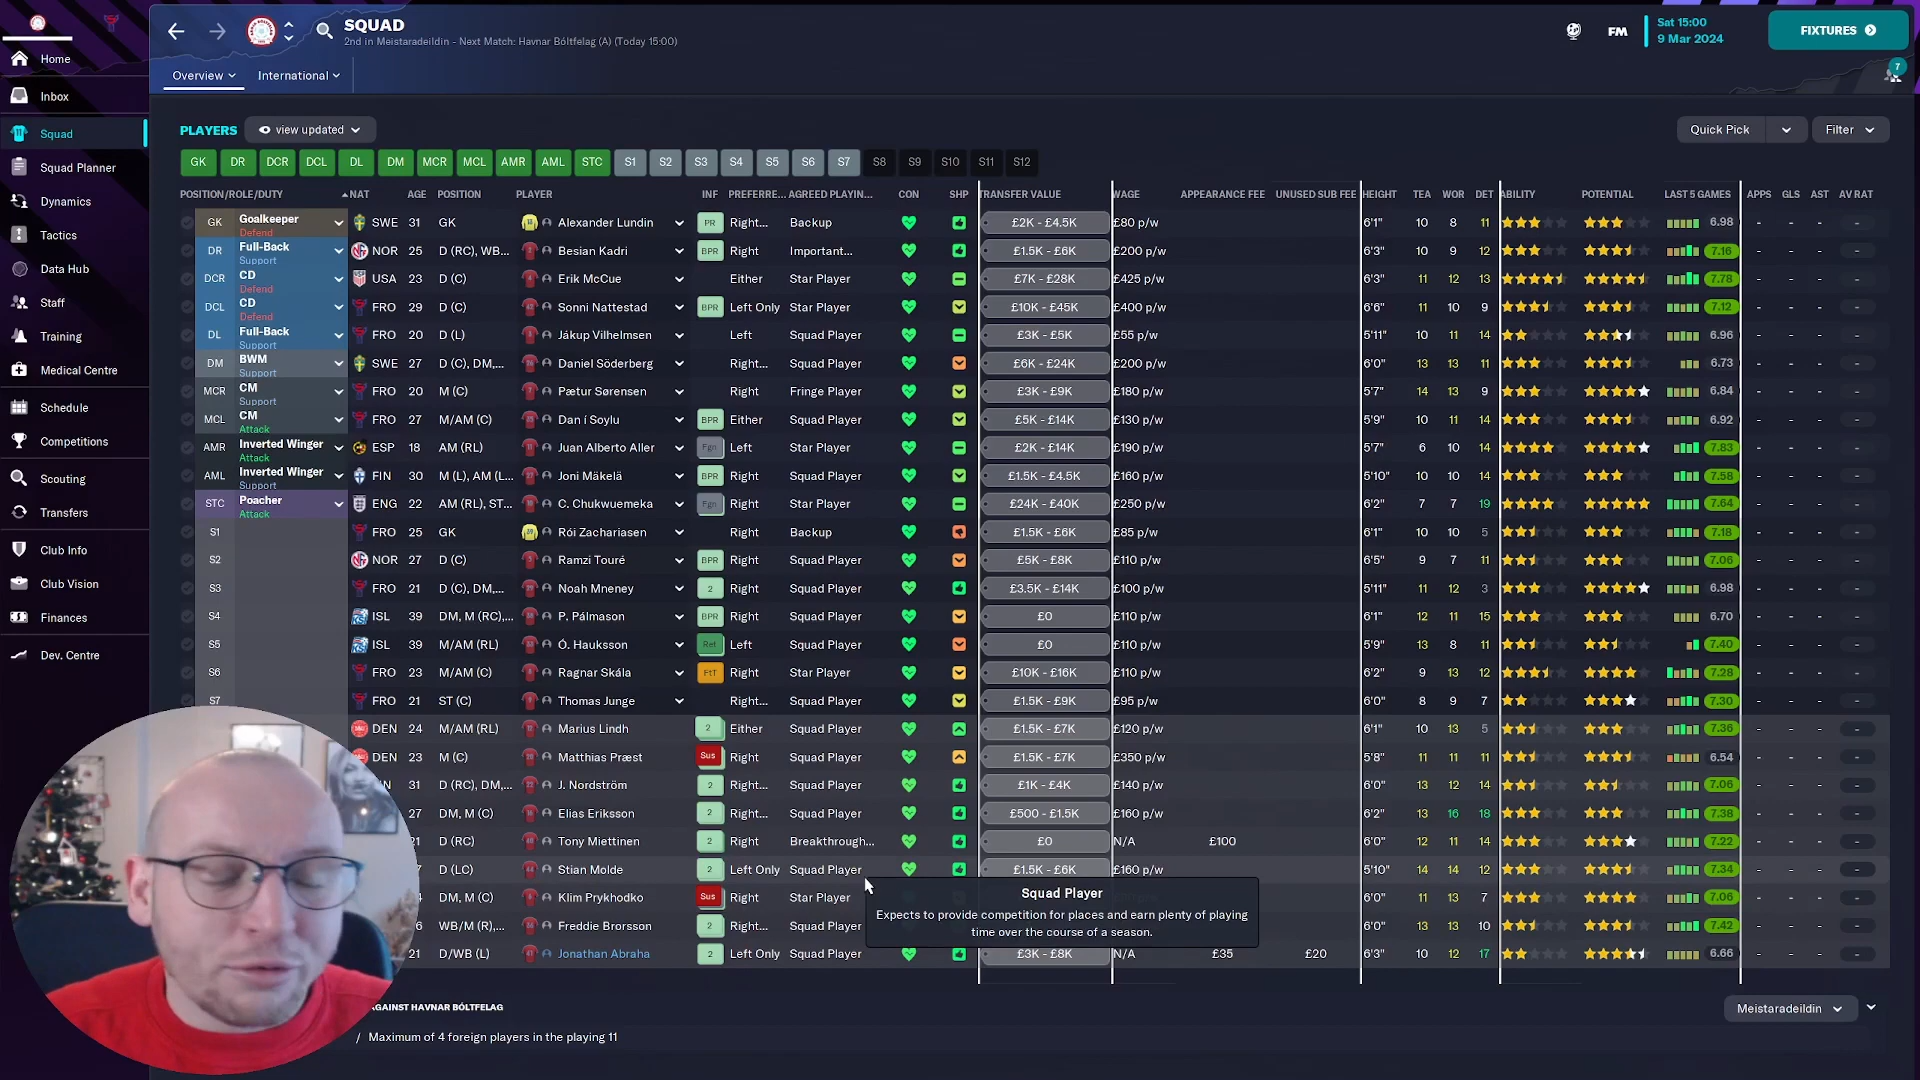 SQUAD
2nd in Meistaradeildin - Next Match: Havnar Bóltfelag (A) (Today 15:00)
FM
Sat 15:00
9 Mar 2024
FIXTURES
7
Home
Inbox
Squad
Squad Planner
Dynamics
Tactics
Data Hub
Staff
Training
Medical Centre
Schedule
Competitions
Scouting
Transfers
Club Info
Club Vision
Finances
Dev. Centre
Overview International
PLAYERS view updated Quick Pick Filter
GK DR DCR DCL DL DM MCR MCL AMR AML STC S1 S2 S3 S4 S5 S6 S7 S8 S9 S10 S11 S12
POSITION/ROLE/DUTY NAT AGE POSITION PLAYER INF PREFERRE... AGREED PLAYIN... CON SHP TRANSFER VALUE WAGE APPEARANCE FEE UNUSED SUB FEE HEIGHT TEA WOR DET ABILITY POTENTIAL LAST 5 GAMES APPS GLS AST AV RAT
GK Goalkeeper Defend SWE 31 GK Alexander Lundin PR Right... Backup £2K - £4.5K £80 p/w 6'1" 10 8 11 6.98 - - - -
DR Full-Back Support NOR 25 D (RC), WB... Besian Kadri BPR Right... Important... £1.5K - £6K £200 p/w 6'3" 10 9 12 7.16 - - - -
DCR CD Defend USA 23 D (C) Erik McCue Either Star Player £7K - £28K £425 p/w 6'3" 11 12 13 7.78 - - - -
DCL CD Defend FRO 29 D (C) Sonni Nattestad BPR Left Only Star Player £10K - £45K £400 p/w 6'6" 11 10 9 7.12 - - - -
DL Full-Back Support FRO 20 D (L) Jákup Vilhelmsen Left Squad Player £3K - £5K £55 p/w 5'11" 10 11 14 6.96 - - - -
DM BWM Support SWE 27 D (C), DM,... Daniel Söderberg Right... Squad Player £6K - £24K £200 p/w 6'0" 13 13 11 6.73 - - - -
MCR CM Support FRO 20 M (C) Pætur Sørensen Right Fringe Player £3K - £9K £180 p/w 5'7" 14 13 9 6.84 - - - -
MCL CM Attack FRO 27 M/AM (C) Dan í Soylu BPR Either Squad Player £5K - £14K £130 p/w 5'9" 10 11 14 6.92 - - - -
AMR Inverted Winger Attack ESP 18 AM (RL) Juan Alberto Aller Fgn Left Star Player £2K - £14K £190 p/w 5'7" 6 10 14 7.83 - - - -
AML Inverted Winger Support FIN 30 M (L), AM (L... Joni Mäkelä BPR Right Squad Player £1.5K - £4.5K £160 p/w 5'10" 10 10 14 7.58 - - - -
STC Poacher Attack ENG 22 AM (RL), ST... C. Chukwuemeka Fgn Right Star Player £24K - £40K £250 p/w 6'2" 7 7 19 7.64 - - - -
S1 FRO 25 GK Rói Zachariasen Right Backup £1.5K - £6K £85 p/w 6'1" 10 10 5 7.18 - - - -
S2 NOR 27 D (C) Ramzi Touré BPR Right Squad Player £5K - £8K £110 p/w 6'5" 9 7 11 7.06 - - - -
S3 FRO 21 D (C), DM,... Noah Mneney 2 Right Squad Player £3.5K - £14K £100 p/w 5'11" 11 12 3 6.98 - - - -
S4 ISL 39 DM, M (RC),... P. Pálmason BPR Right Squad Player £0 £110 p/w 6'1" 12 11 15 6.70 - - - -
S5 ISL 39 M/AM (RL) Ó. Hauksson Ret Left Squad Player £0 £110 p/w 5'9" 13 8 11 7.40 - - - -
S6 FRO 23 M/AM (C) Ragnar Skála FtT Right Star Player £10K - £16K £110 p/w 6'2" 9 13 12 7.28 - - - -
S7 FRO 21 ST (C) Thomas Junge Right... Squad Player £1.5K - £9K £95 p/w 6'0" 8 9 7 7.30 - - - -
DEN 24 M/AM (RL) Marius Lindh 2 Either Squad Player £1.5K - £7K £120 p/w 6'1" 10 13 5 7.36 - - - -
DEN 23 M (C) Matthias Præst Sus Right Squad Player £1.5K - £7K £350 p/w 5'8" 11 11 11 6.54 - - - -
31 D (RC), DM,... J. Nordström 2 Right Squad Player £1K - £4K £140 p/w 6'0" 13 12 14 7.06 - - - -
27 DM, M (C) Elias Eriksson 2 Right... Squad Player £500 - £1.5K £160 p/w 6'2" 13 16 18 7.38 - - - -
21 D (RC) Tony Miettinen 2 Right Breakthrough... £0 N/A £100 6'0" 12 11 14 7.22 - - - -
D (LC) Stian Molde 2 Left Only Squad Player £1.5K - £6K £160 p/w 5'10" 14 14 12 7.34 - - - -
DM, M (C) Klim Prykhodko Sus Right Star Player 6'0" 11 13 7 7.06 - - - -
WB/M (R),... Freddie Brorsson 2 Right... Squad Player 6'0" 13 13 10 7.42 - - - -
21 D/WB (L) Jonathan Abraha 2 Left Only Squad Player £3K - £8K N/A £35 £20 6'3" 10 12 17 6.66 - - - -
Squad Player
Expects to provide competition for places and earn plenty of playing
time over the course of a season.
AGAINST HAVNAR BÓLTFELAG Meistaradeildin
/ Maximum of 4 foreign players in the playing 11